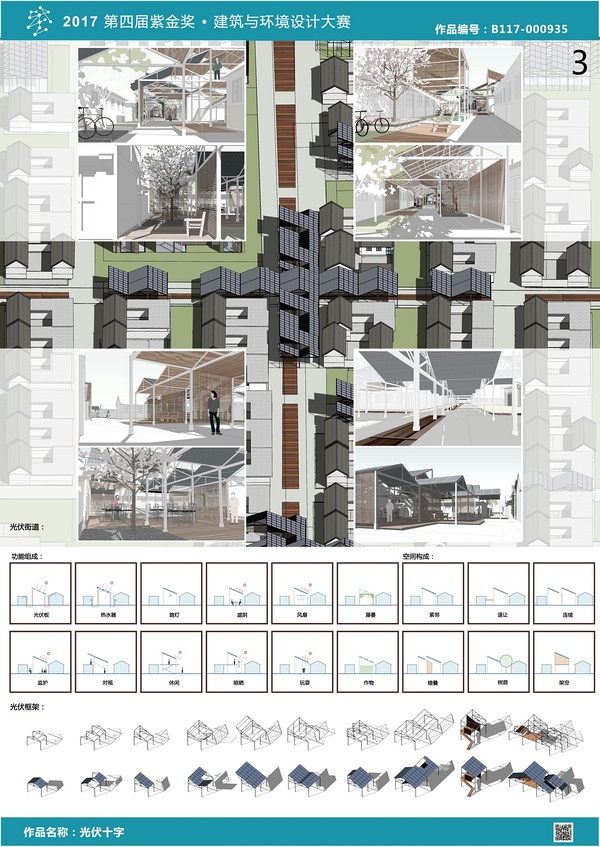 2017 第四届紫金奖 • 建筑与环境设计大赛
作品编号：B117-000935
3
光伏街道：
功能组成：
空间构成：
光伏板
热水器
路灯
遮阴
风扇
藤蔓
紧邻
退让
连续
庇护
对视
休闲
晾晒
玩耍
作物
错叠
树荫
架空
光伏框架：
作品名称：光伏十字